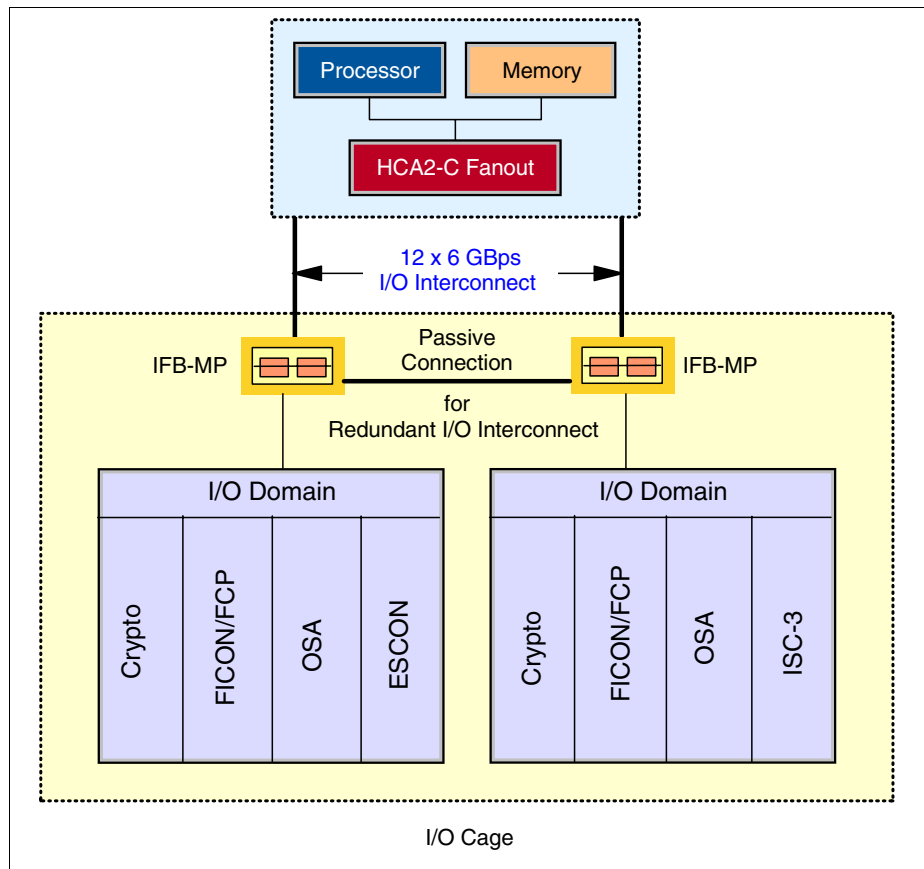 Processor
Memory
HCA2-C Fanout
12 x 6 GBps
I/O Interconnect
IFB-MP
Passive
Connection
IFB-MP
for
Redundant I/O Interconnect
I/O Domain
Crypto
FICON/FCP
OSA
ESCON
I/O Domain
Crypto
FICON/FCP
OSA
ISC-3
I/O Cage